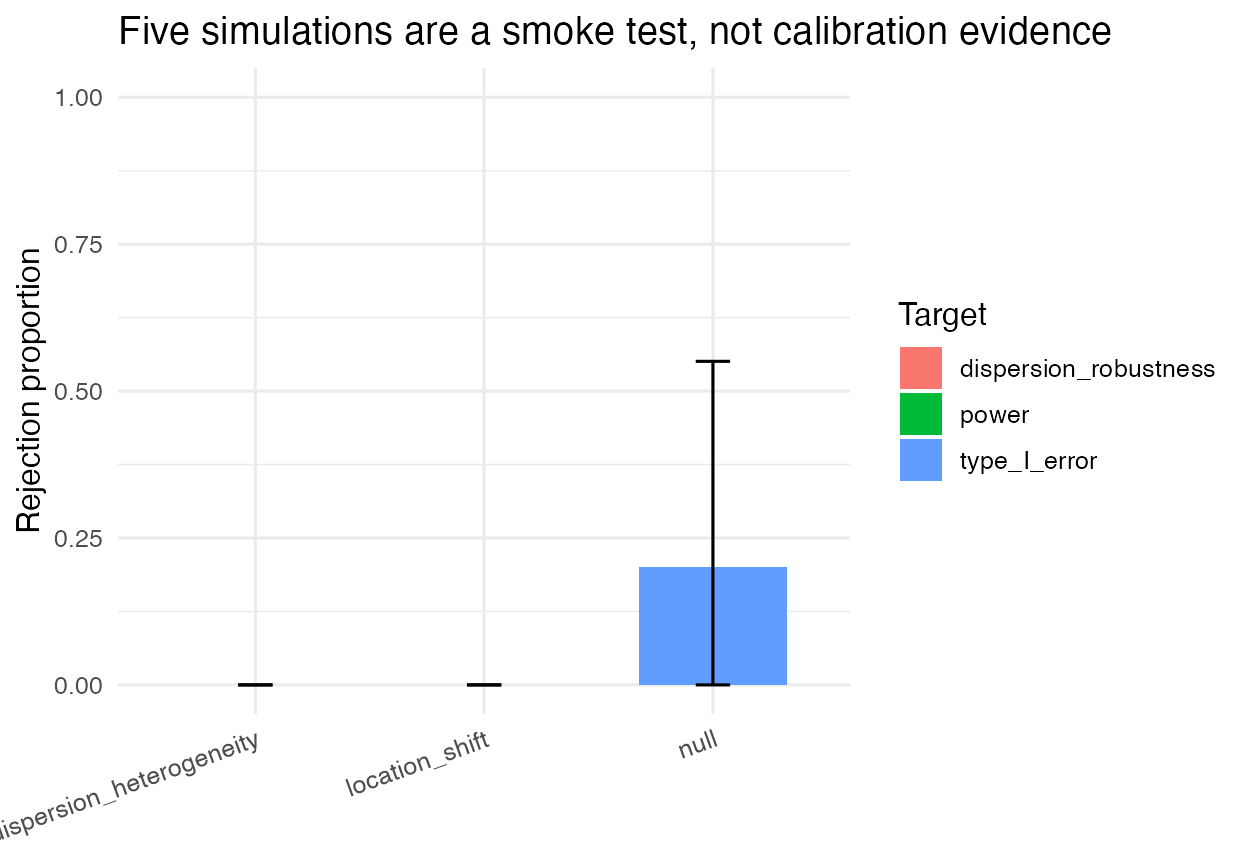 Five simulations are a smoke test, not calibration evidence
Rejection proportion
1.00
0.75
0.50
0.25
0.00
dispersion_heterogeneity
location_shift
null
Target
dispersion_robustness
power
type_I_error